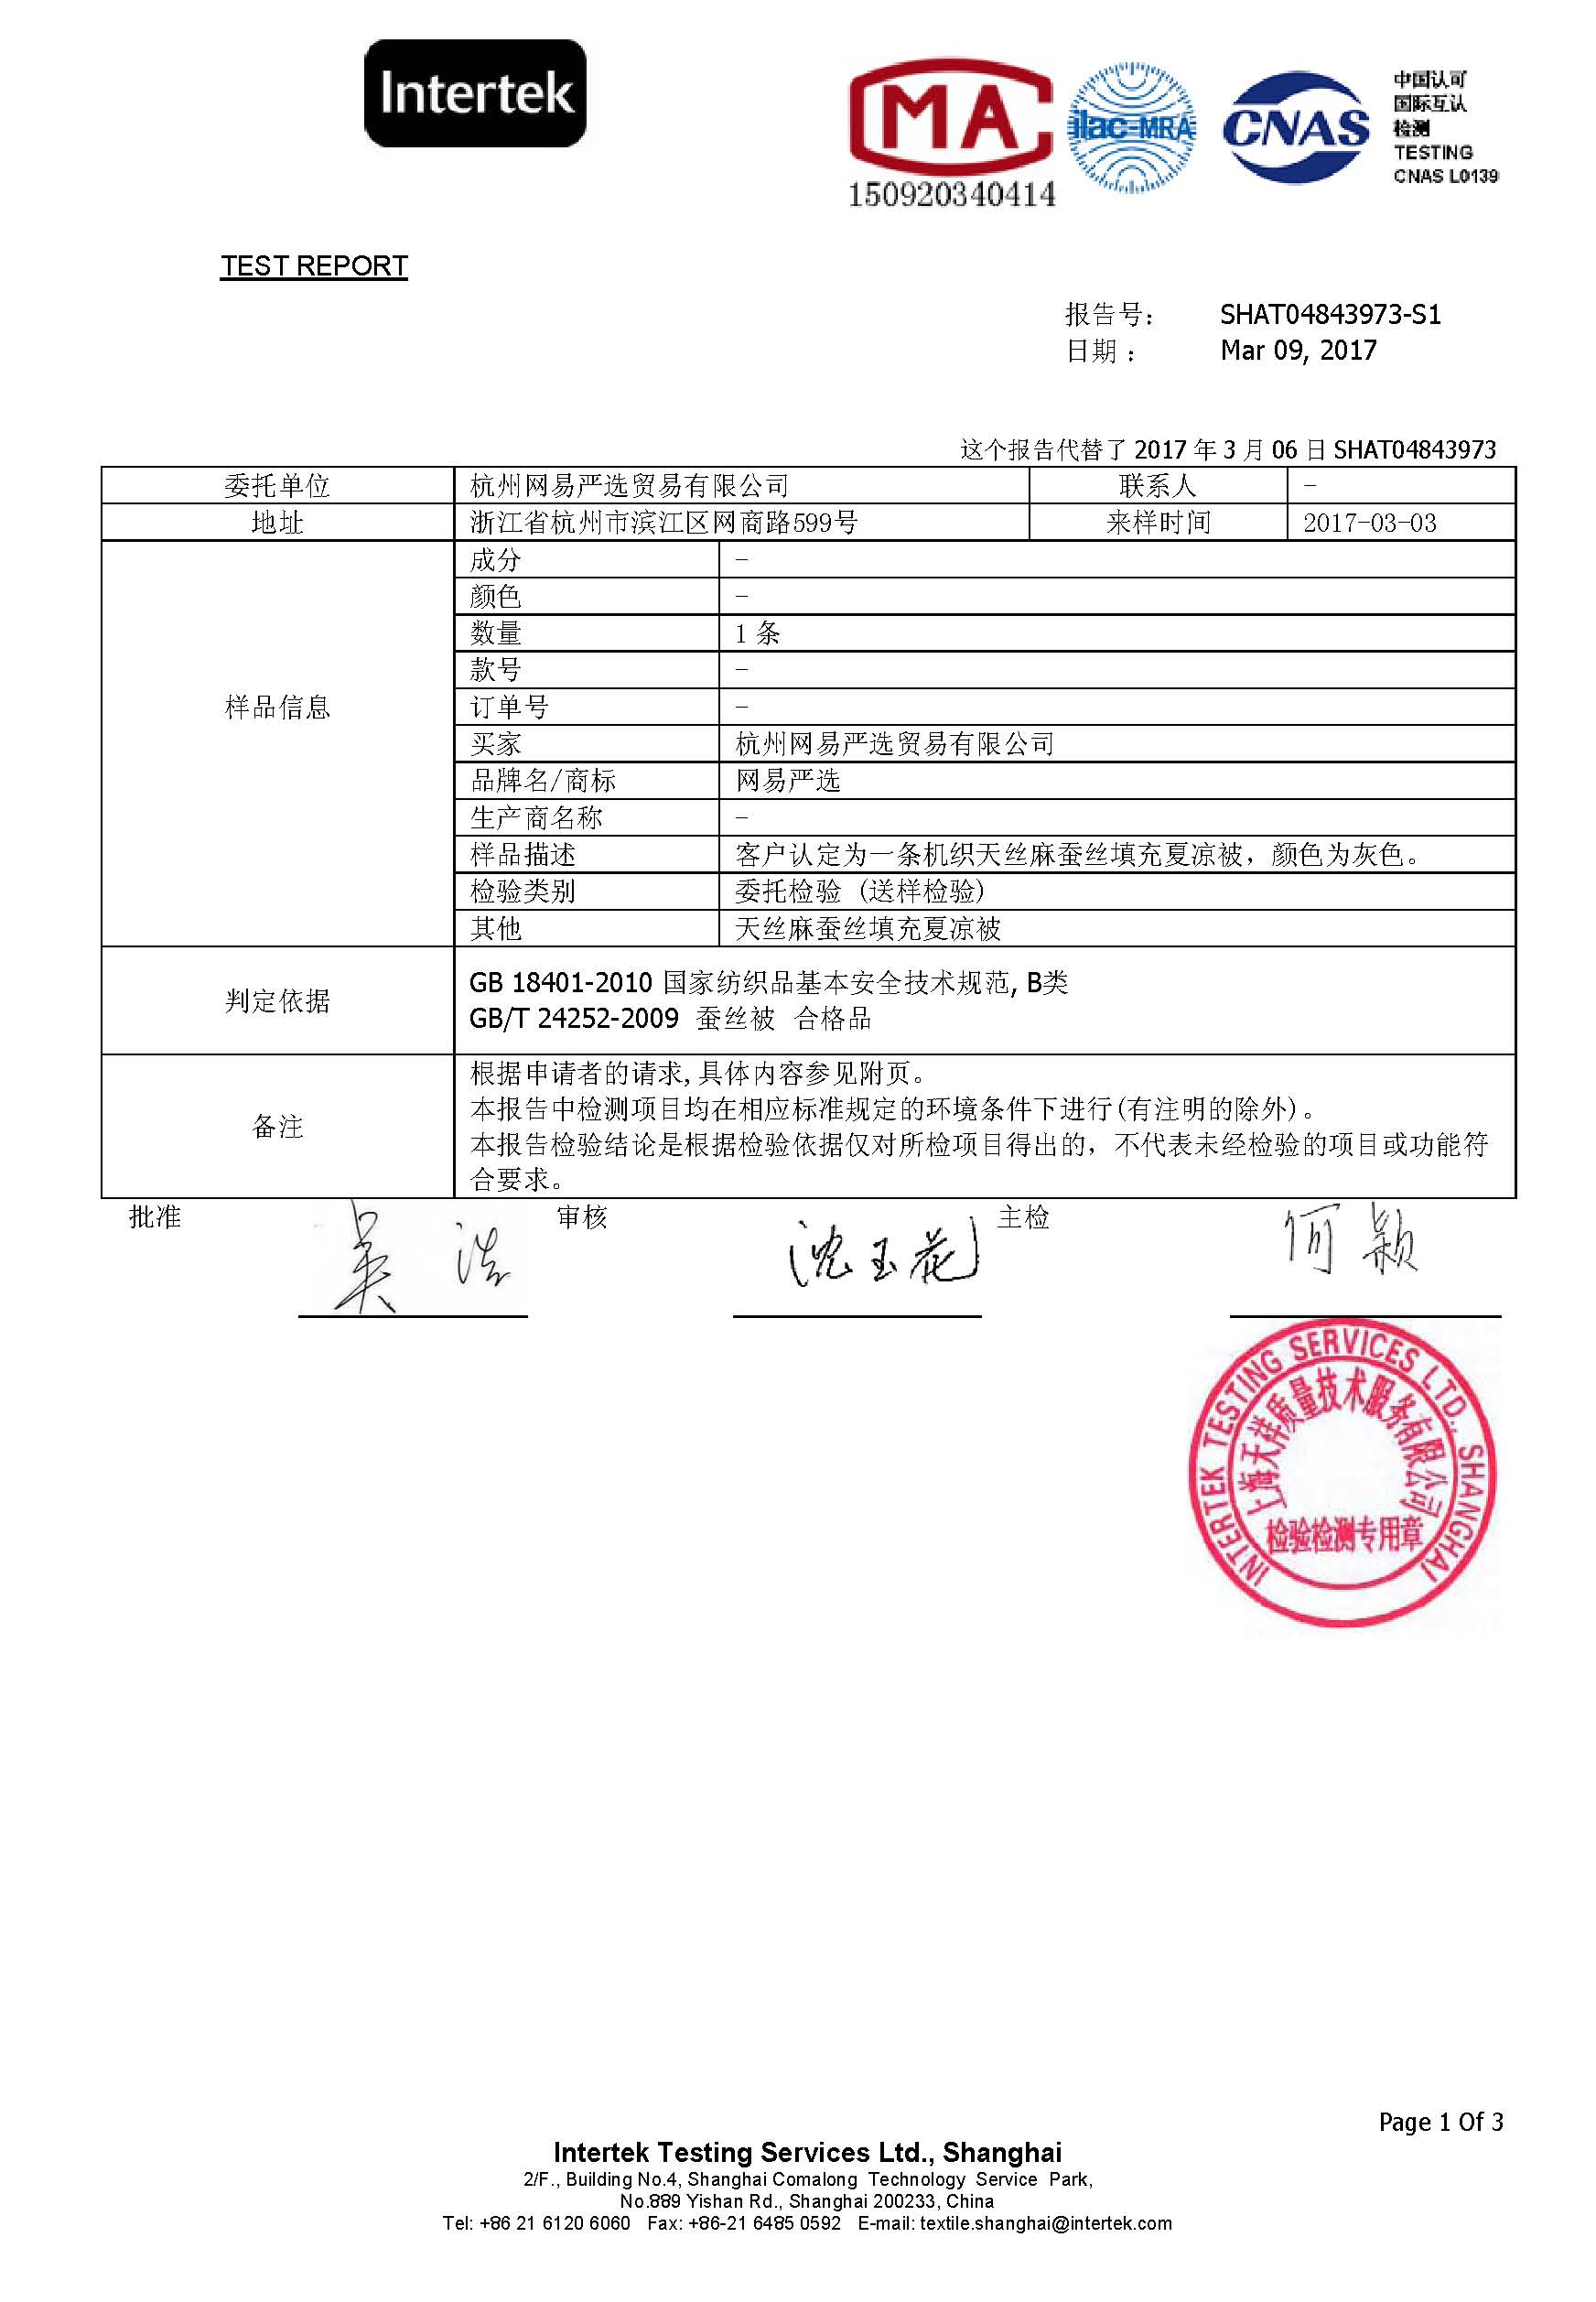 Intertek
MA
150920340414
ilac-MRA
CNAS
中国认可
国际互认
检测
TESTING
CNAS L0139
TEST REPORT
报告号: SHAT04843973-S1
日期: Mar 09, 2017
这个报告代替了 2017 年 3 月 06 日 SHAT04843973
委托单位 杭州网易严选贸易有限公司 联系人 -
地址 浙江省杭州市滨江区网商路599号 来样时间 2017-03-03
样品信息
成分 -
颜色 -
数量 1 条
款号 -
订单号 -
买家 杭州网易严选贸易有限公司
品牌名/商标 网易严选
生产商名称 -
样品描述 客户认定为一条机织天丝麻蚕丝填充夏凉被，颜色为灰色。
检验类别 委托检验 (送样检验)
其他 天丝麻蚕丝填充夏凉被
判定依据
GB 18401-2010 国家纺织品基本安全技术规范, B类
GB/T 24252-2009 蚕丝被 合格品
备注
根据申请者的请求,具体内容参见附页。
本报告中检测项目均在相应标准规定的环境条件下进行(有注明的除外)。
本报告检验结论是根据检验依据仅对所检项目得出的，不代表未经检验的项目或功能符
合要求。
批准 吴浩 审核 沈玉花 主检 何颖
INTERTEK TESTING SERVICES LTD., SHANGHAI
上海天祥质量技术服务有限公司
检验检测专用章
Page 1 Of 3
Intertek Testing Services Ltd., Shanghai
2/F., Building No.4, Shanghai Comalong Technology Service Park,
No.889 Yishan Rd., Shanghai 200233, China
Tel: +86 21 6120 6060 Fax: +86-21 6485 0592 E-mail: textile.shanghai@intertek.com